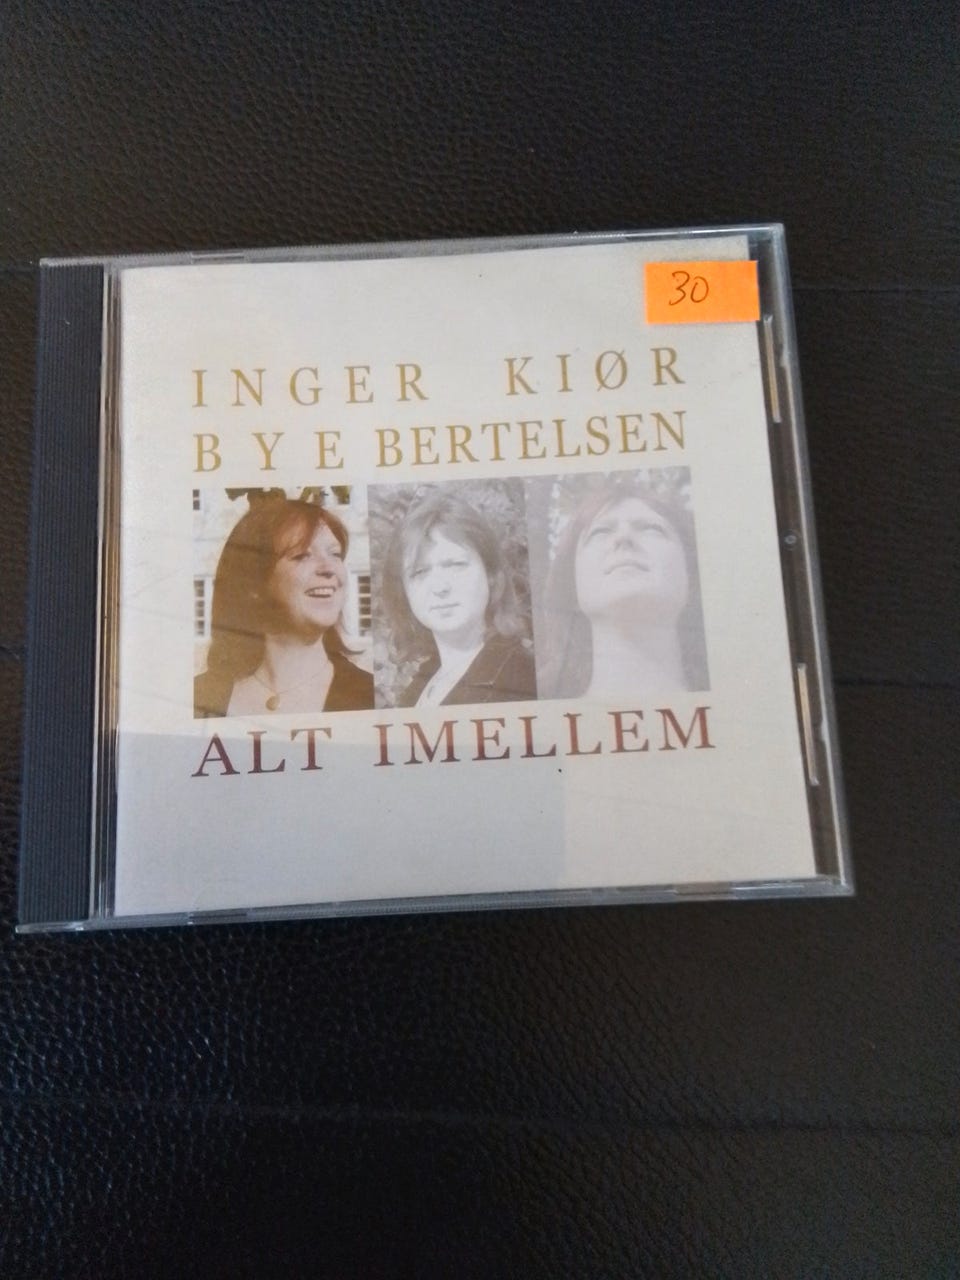 30
INGER KIØR
BYE BERTELSEN
ALT IMELLEM